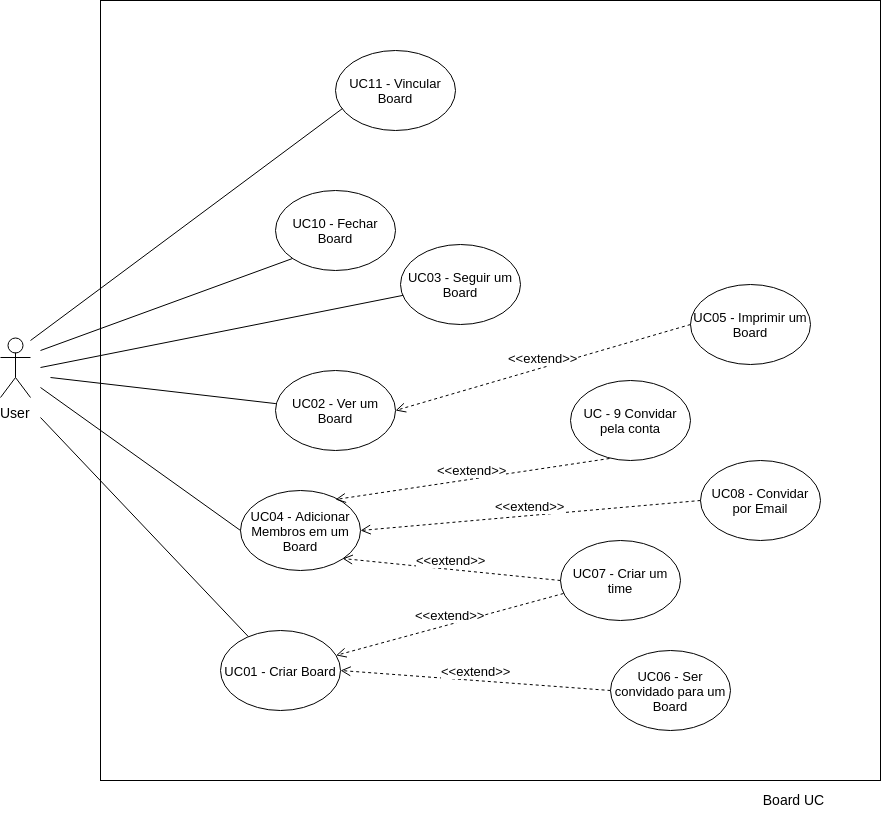 UC11 - Vincular
Board
UC10 - Fechar
Board
UC03 - Seguir um
Board
UC05 - Imprimir um
Board
<<extend>>
User
UC02 - Ver um
Board
UC - 9 Convidar
pela conta
<<extend>>
UC08 - Convidar
por Email
<<extend>>
UC04 - Adicionar
Membros em um
Board
<<extend>>
UC07 - Criar um
time
<<extend>>
UC01 - Criar Board
<<extend>>
UC06 - Ser
convidado para um
Board
Board UC